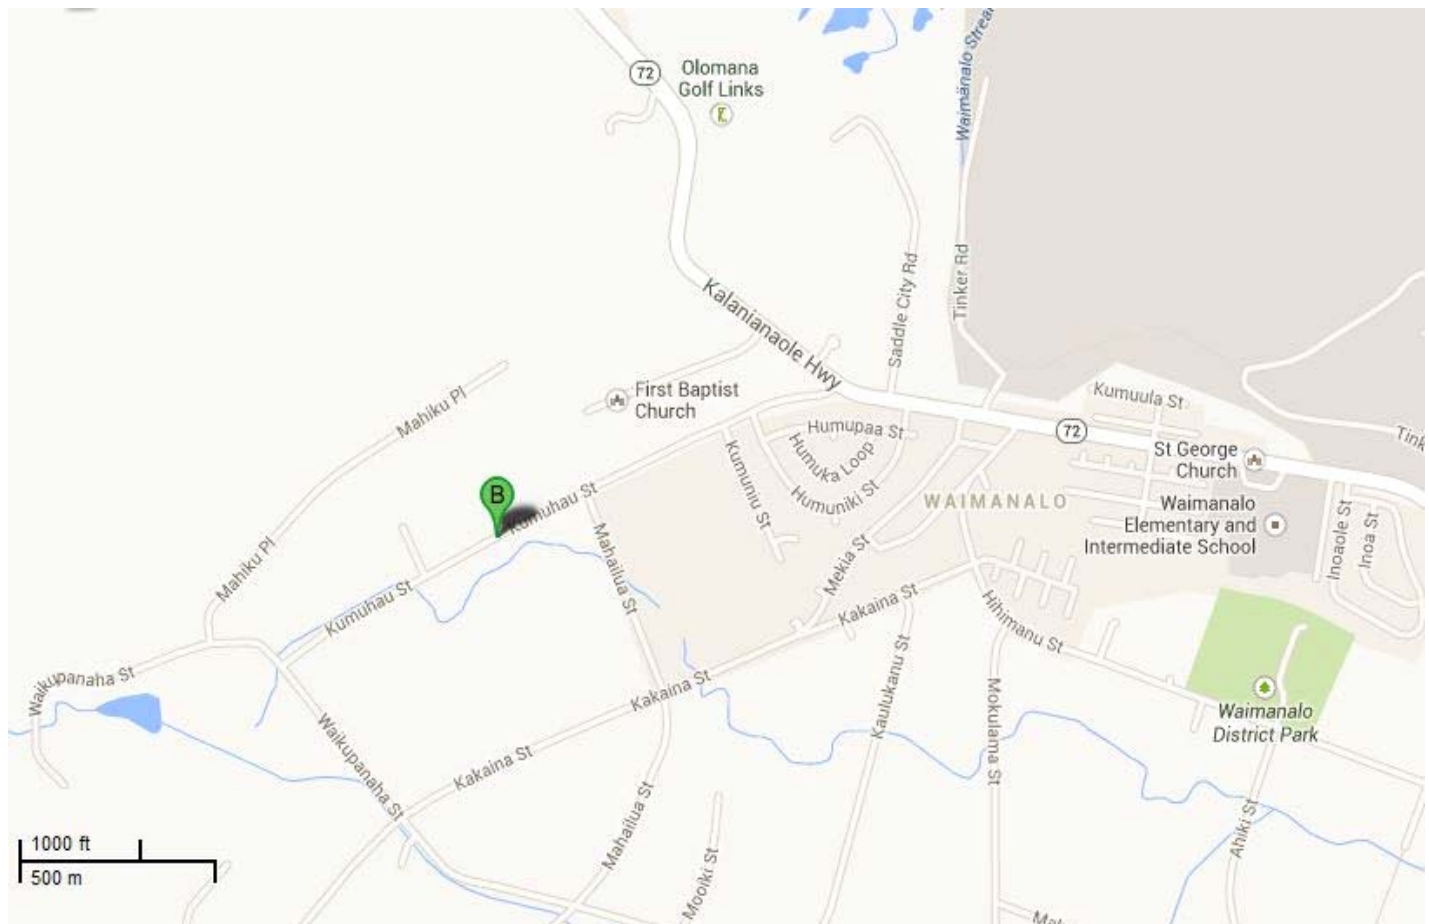 72
Olomana
Golf Links
Waimānalo Stream
Tinker Rd
Saddle City Rd
Kalanianaole Hwy
First Baptist
Church
Mahiku Pl
Kumuula St
Humupaa St
72
Humuka Loop
St George
Church
Kumuniu St
Humuniki St
WAIMANALO
B
Kumuhau St
Waimanalo
Elementary and
Intermediate School
Inoaole St
Inoa St
Mahiku Pl
Mahailua St
Mekia St
Kakaina St
Kumuhau St
Hihimanu St
Waikupanaha St
Kakaina St
Kaulukanu St
Mokulama St
Waimanalo
District Park
Waikupanaha St
Kakaina St
Mahailua St
Mooiki St
Ahiki St
1000 ft
500 m